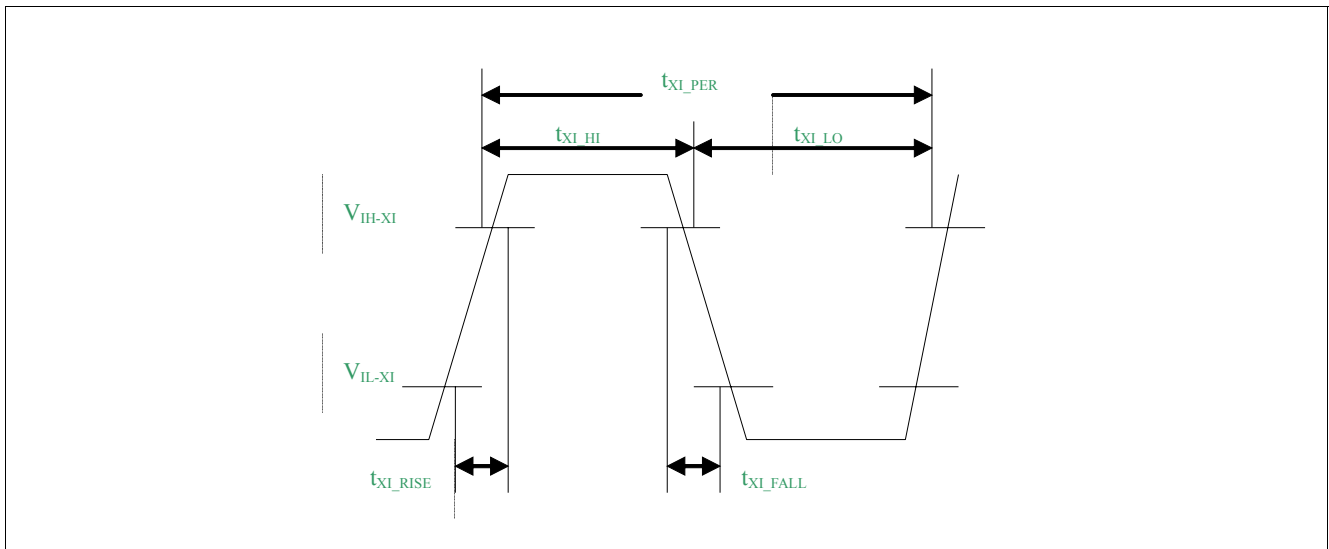 tXI_PER
tXI_HI
tXI_LO
VIH-XI
VIL-XI
tXI_RISE
tXI_FALL